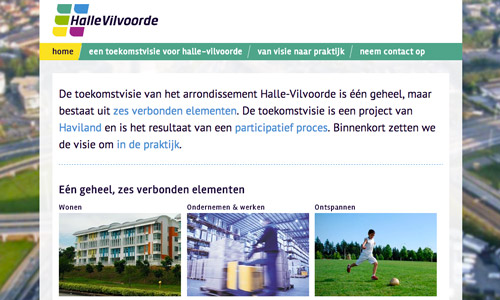 HalleVilvoorde
home / een toekomstvisie voor halle-vilvoorde / van visie naar praktijk / neem contact op
De toekomstvisie van het arrondissement Halle-Vilvoorde is één geheel, maar
bestaat uit zes verbonden elementen. De toekomstvisie is een project van
Haviland en is het resultaat van een participatief proces. Binnenkort zetten we
de visie om in de praktijk.
Eén geheel, zes verbonden elementen
Wonen Ondernemen & werken Ontspannen